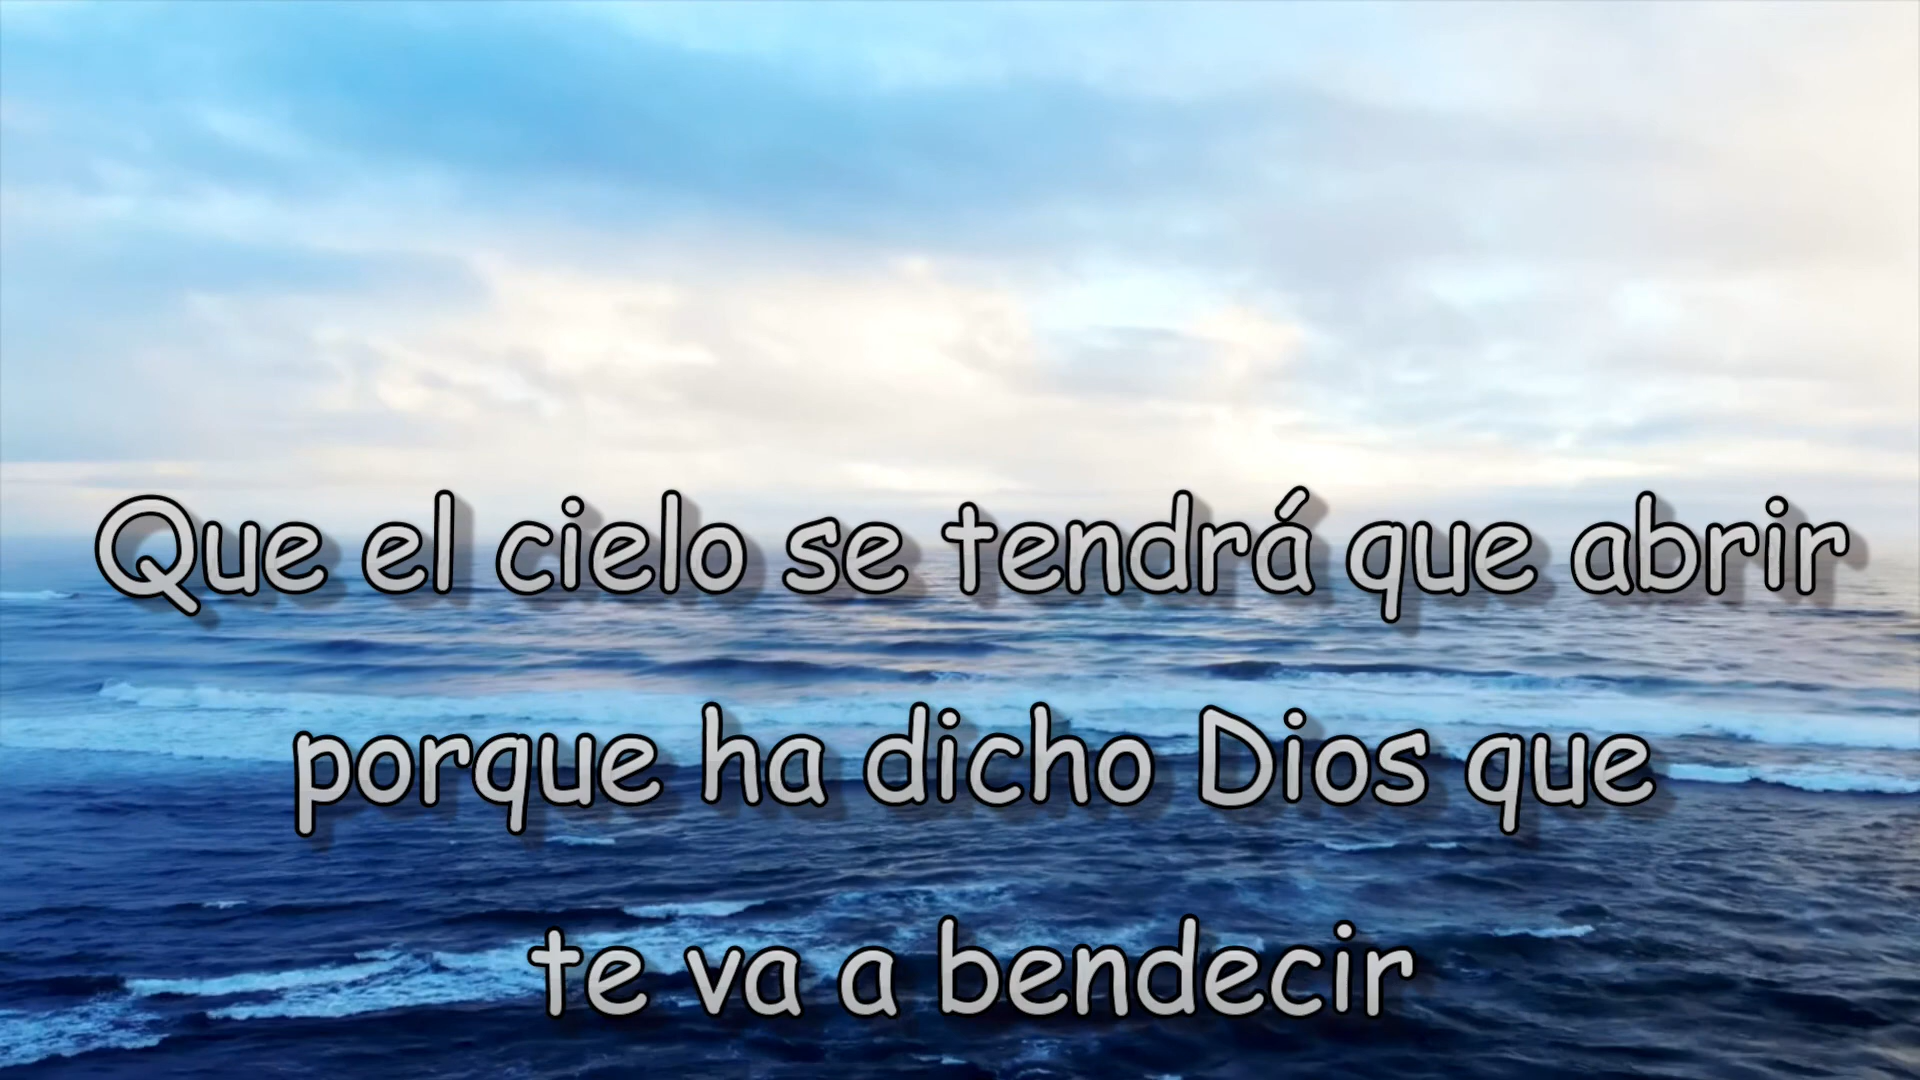 Que el cielo se tendrá que abrir
porque ha dicho Dios que
te va a bendecir